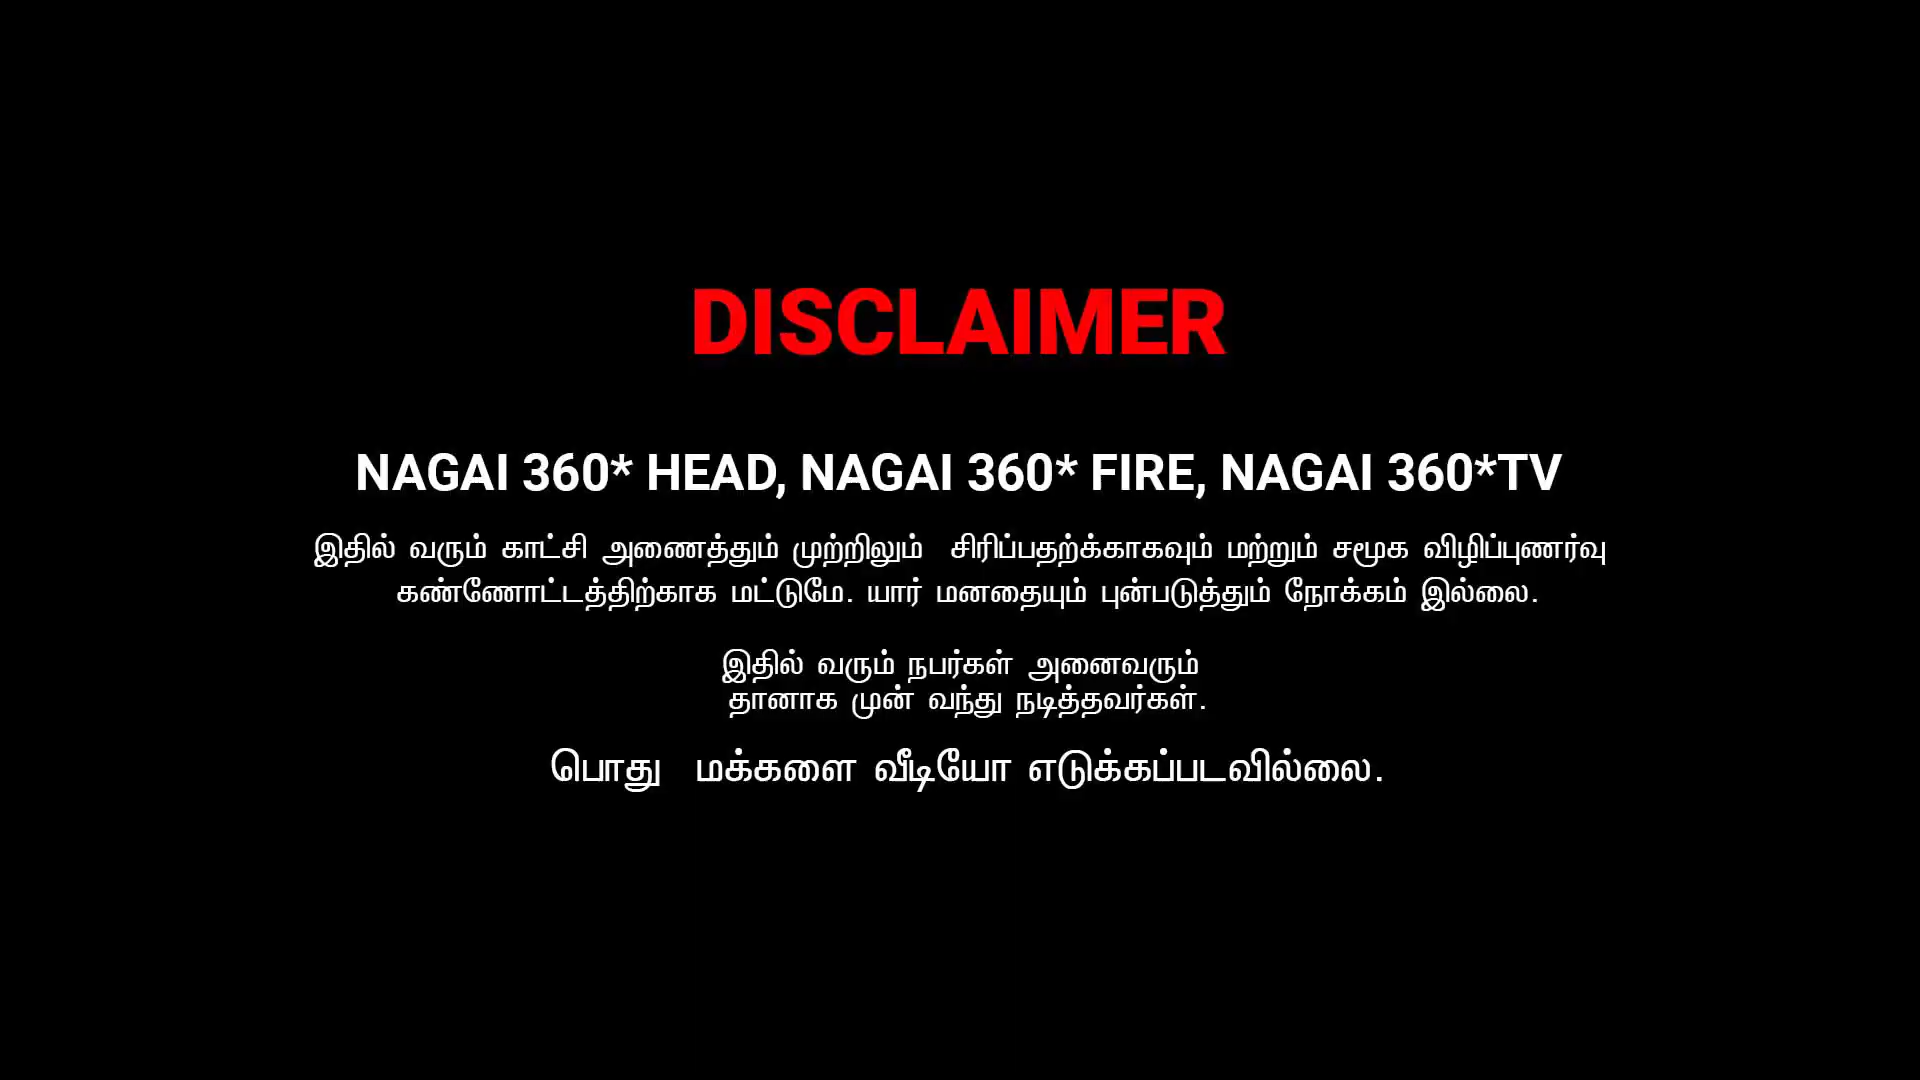 DISCLAIMER
NAGAI 360* HEAD, NAGAI 360* FIRE, NAGAI 360*TV
இதில் வரும் காட்சி அணைத்தும் முற்றிலும் சிரிப்பதற்க்காகவும் மற்றும் சமூக விழிப்புணர்வு
கண்ணோட்டத்திற்காக மட்டுமே. யார் மனதையும் புன்படுத்தும் நோக்கம் இல்லை.
இதில் வரும் நபர்கள் அனைவரும்
தானாக முன் வந்து நடித்தவர்கள்.
பொது மக்களை வீடியோ எடுக்கப்படவில்லை.